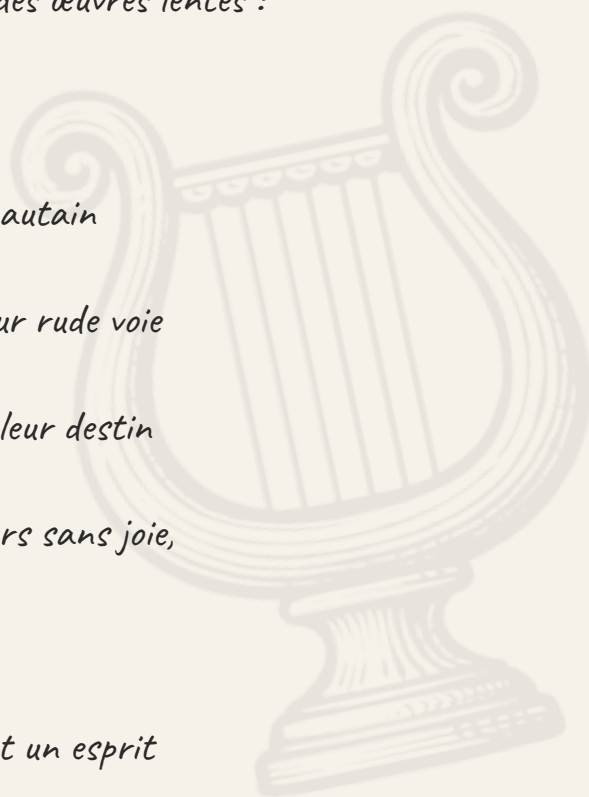 des œuvres lentes :
autain
ur rude voie
leur destin
rs sans joie,
t un esprit